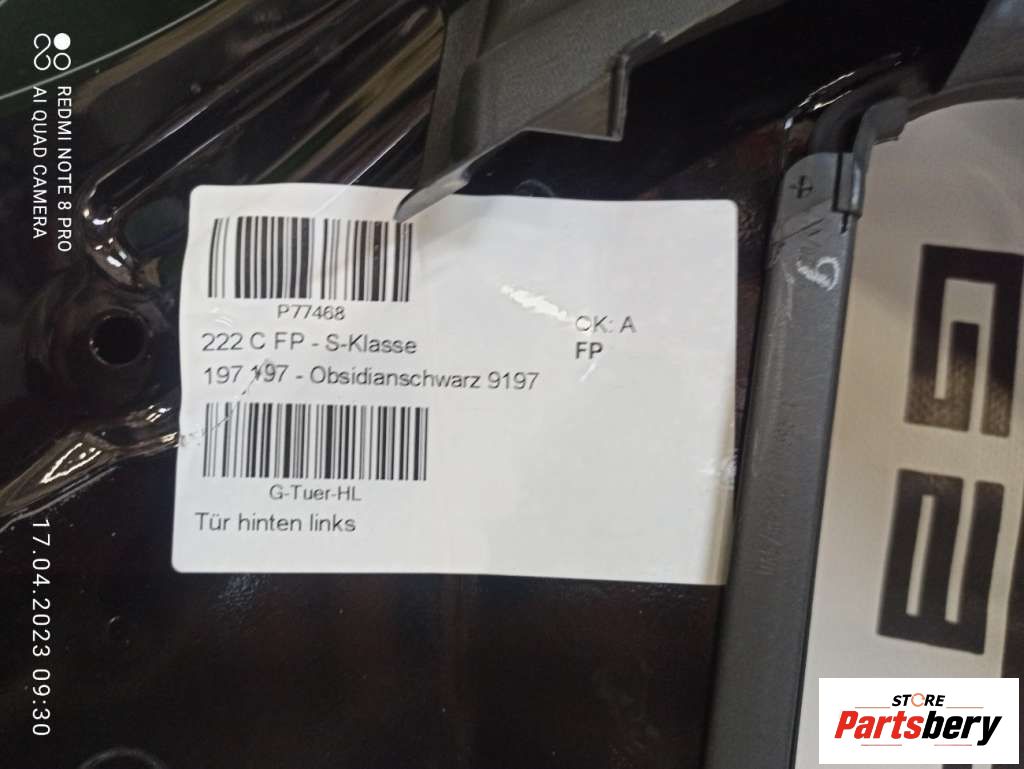 REDMI NOTE 8 PRO
AI QUAD CAMERA
17.04.2023 09:30
P77468
222 C FP - S-Klasse
197 197 - Obsidianschwarz 9197
G-Tuer-HL
Tür hinten links
OK: A
FP
STORE
Partsbery